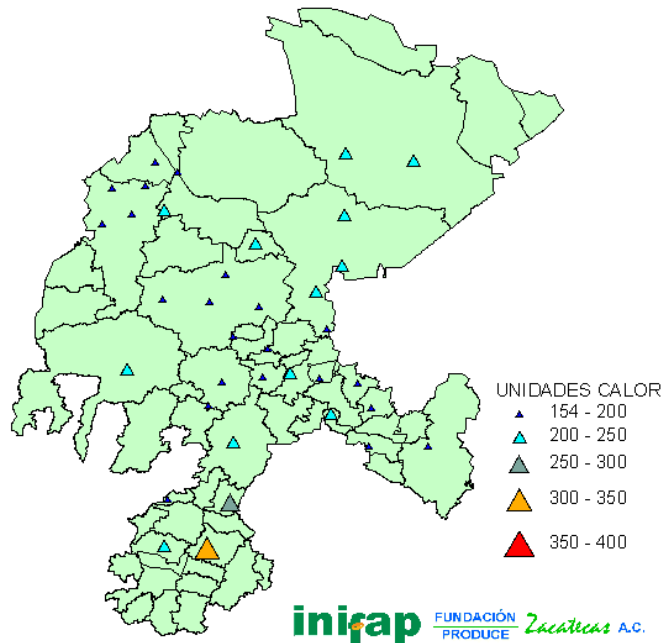 UNIDADES CALOR
154 - 200
200 - 250
250 - 300
300 - 350
350 - 400
inifap FUNDACIÓN PRODUCE Zacatecas A.C.